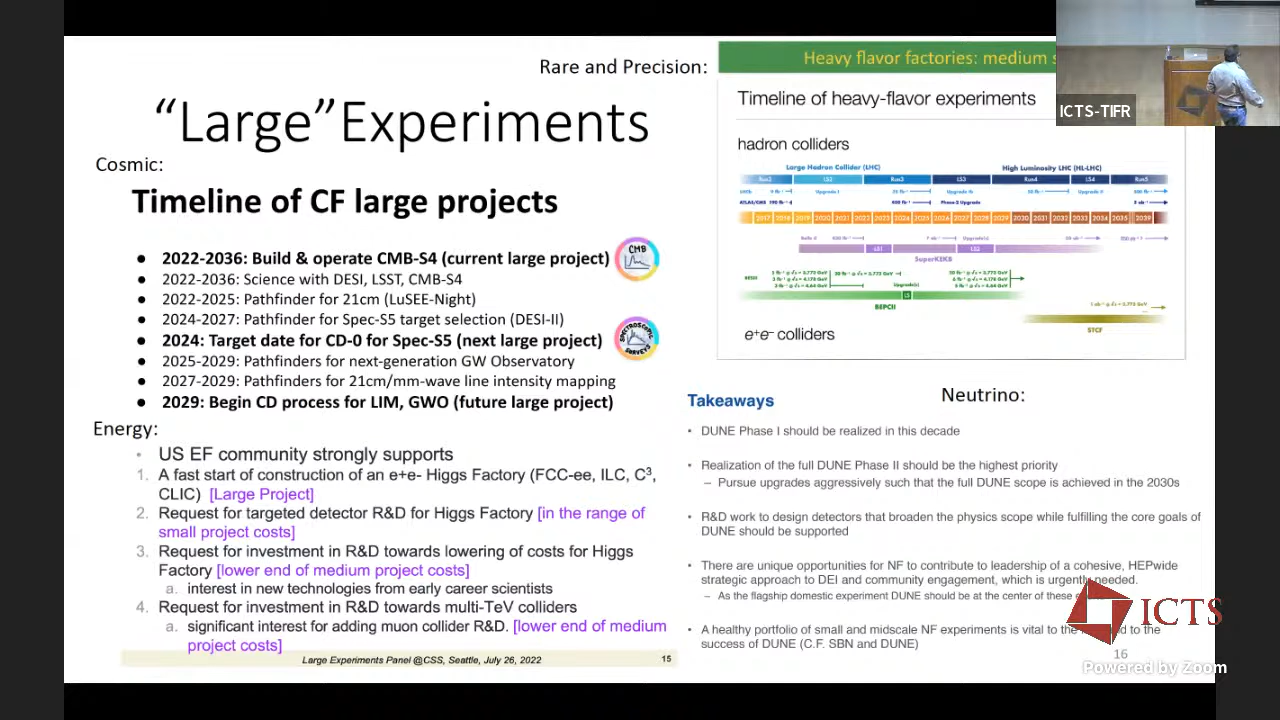 Rare and Precision:
Heavy flavor factories: medium s
"Large"Experiments
ICTS-TIFR
Cosmic:
Timeline of CF large projects
● 2022-2036: Build & operate CMB-S4 (current large project)
● 2022-2036: Science with DESI, LSST, CMB-S4
● 2022-2025: Pathfinder for 21cm (LuSEE-Night)
● 2024-2027: Pathfinder for Spec-S5 target selection (DESI-II)
● 2024: Target date for CD-0 for Spec-S5 (next large project)
● 2025-2029: Pathfinders for next-generation GW Observatory
● 2027-2029: Pathfinders for 21cm/mm-wave line intensity mapping
● 2029: Begin CD process for LIM, GWO (future large project)
CMB
SPECTROSCOPIC
SURVEYS
Energy:
• US EF community strongly supports
1. A fast start of construction of an e+e- Higgs Factory (FCC-ee, ILC, C³,
CLIC) [Large Project]
2. Request for targeted detector R&D for Higgs Factory [in the range of
small project costs]
3. Request for investment in R&D towards lowering of costs for Higgs
Factory [lower end of medium project costs]
a. interest in new technologies from early career scientists
4. Request for investment in R&D towards multi-TeV colliders
a. significant interest for adding muon collider R&D. [lower end of medium
project costs]
Large Experiments Panel @CSS, Seattle, July 26, 2022
15
Timeline of heavy-flavor experiments
hadron colliders
Large Hadron Collider (LHC)
High Luminosity LHC (HL-LHC)
Run3
LS3
Run4
LS4
Run5
SuperKEKB
BEPCII
STCF
e⁺e⁻ colliders
Neutrino:
Takeaways
• DUNE Phase I should be realized in this decade
• Realization of the full DUNE Phase II should be the highest priority
– Pursue upgrades aggressively such that the full DUNE scope is achieved in the 2030s
• R&D work to design detectors that broaden the physics scope while fulfilling the core goals of
DUNE should be supported
• There are unique opportunities for NF to contribute to leadership of a cohesive, HEPwide
strategic approach to DEI and community engagement, which is urgently needed.
– As the flagship domestic experiment DUNE should be at the center of these
• A healthy portfolio of small and midscale NF experiments is vital to the to the
success of DUNE (C.F. SBN and DUNE)
16
ICTS
Powered by Zoom